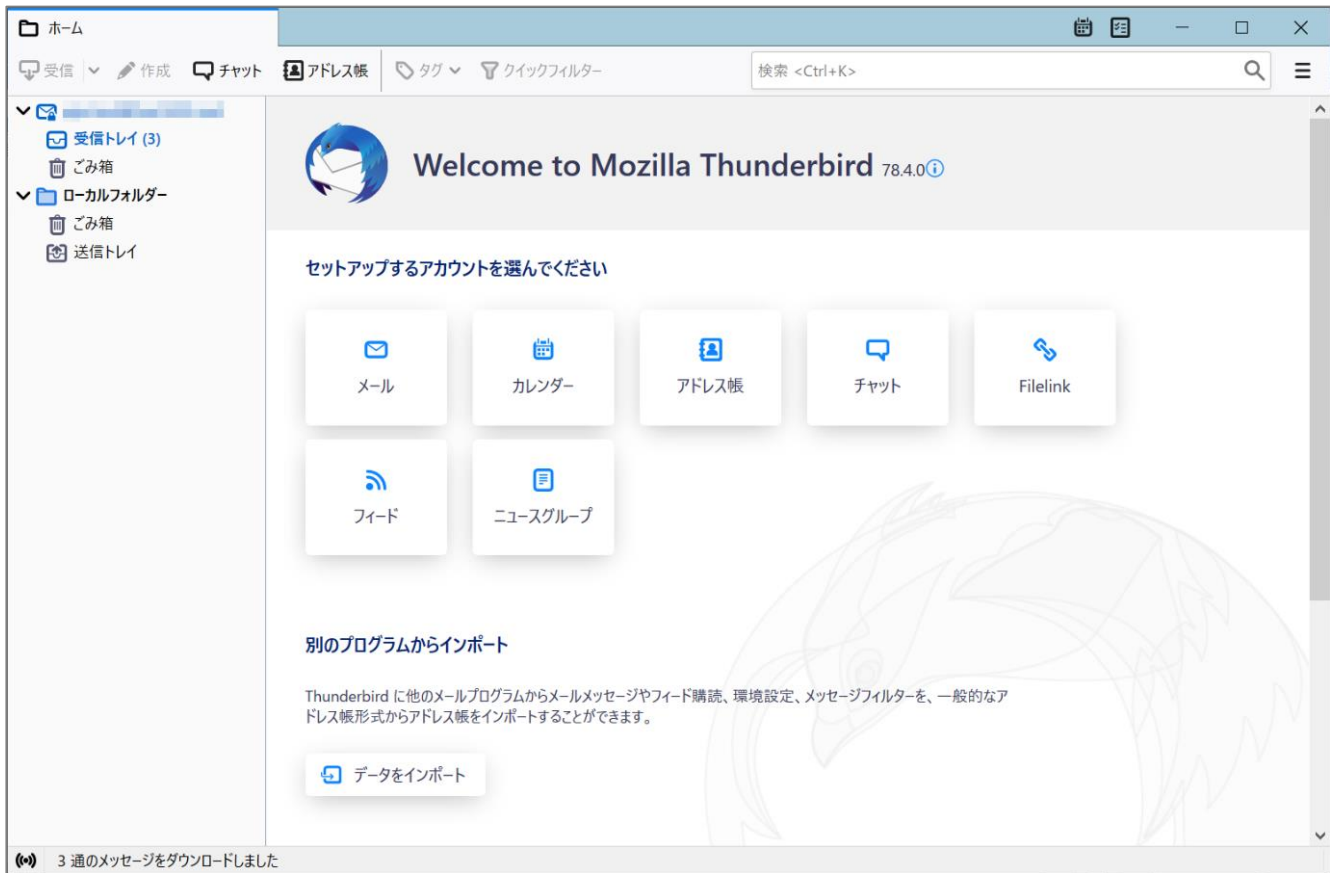 ホーム
受信 作成 チャット アドレス帳 タグ クイックフィルター 検索 <Ctrl+K>
受信トレイ (3)
ごみ箱
ローカルフォルダー
ごみ箱
送信トレイ
Welcome to Mozilla Thunderbird 78.4.0
セットアップするアカウントを選んでください
メール カレンダー アドレス帳 チャット Filelink
フィード ニュースグループ
別のプログラムからインポート
Thunderbird に他のメールプログラムからメールメッセージやフィード購読、環境設定、メッセージフィルターを、一般的なア
ドレス帳形式からアドレス帳をインポートすることができます。
データをインポート
3 通のメッセージをダウンロードしました